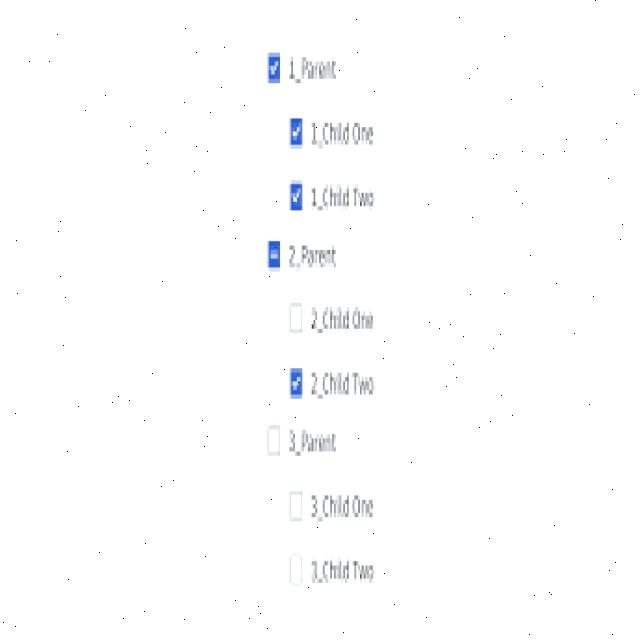 1_Parent
1_Child One
1_Child Two
2_Parent
2_Child One
2_Child Two
3_Parent
3_Child One
3_Child Two